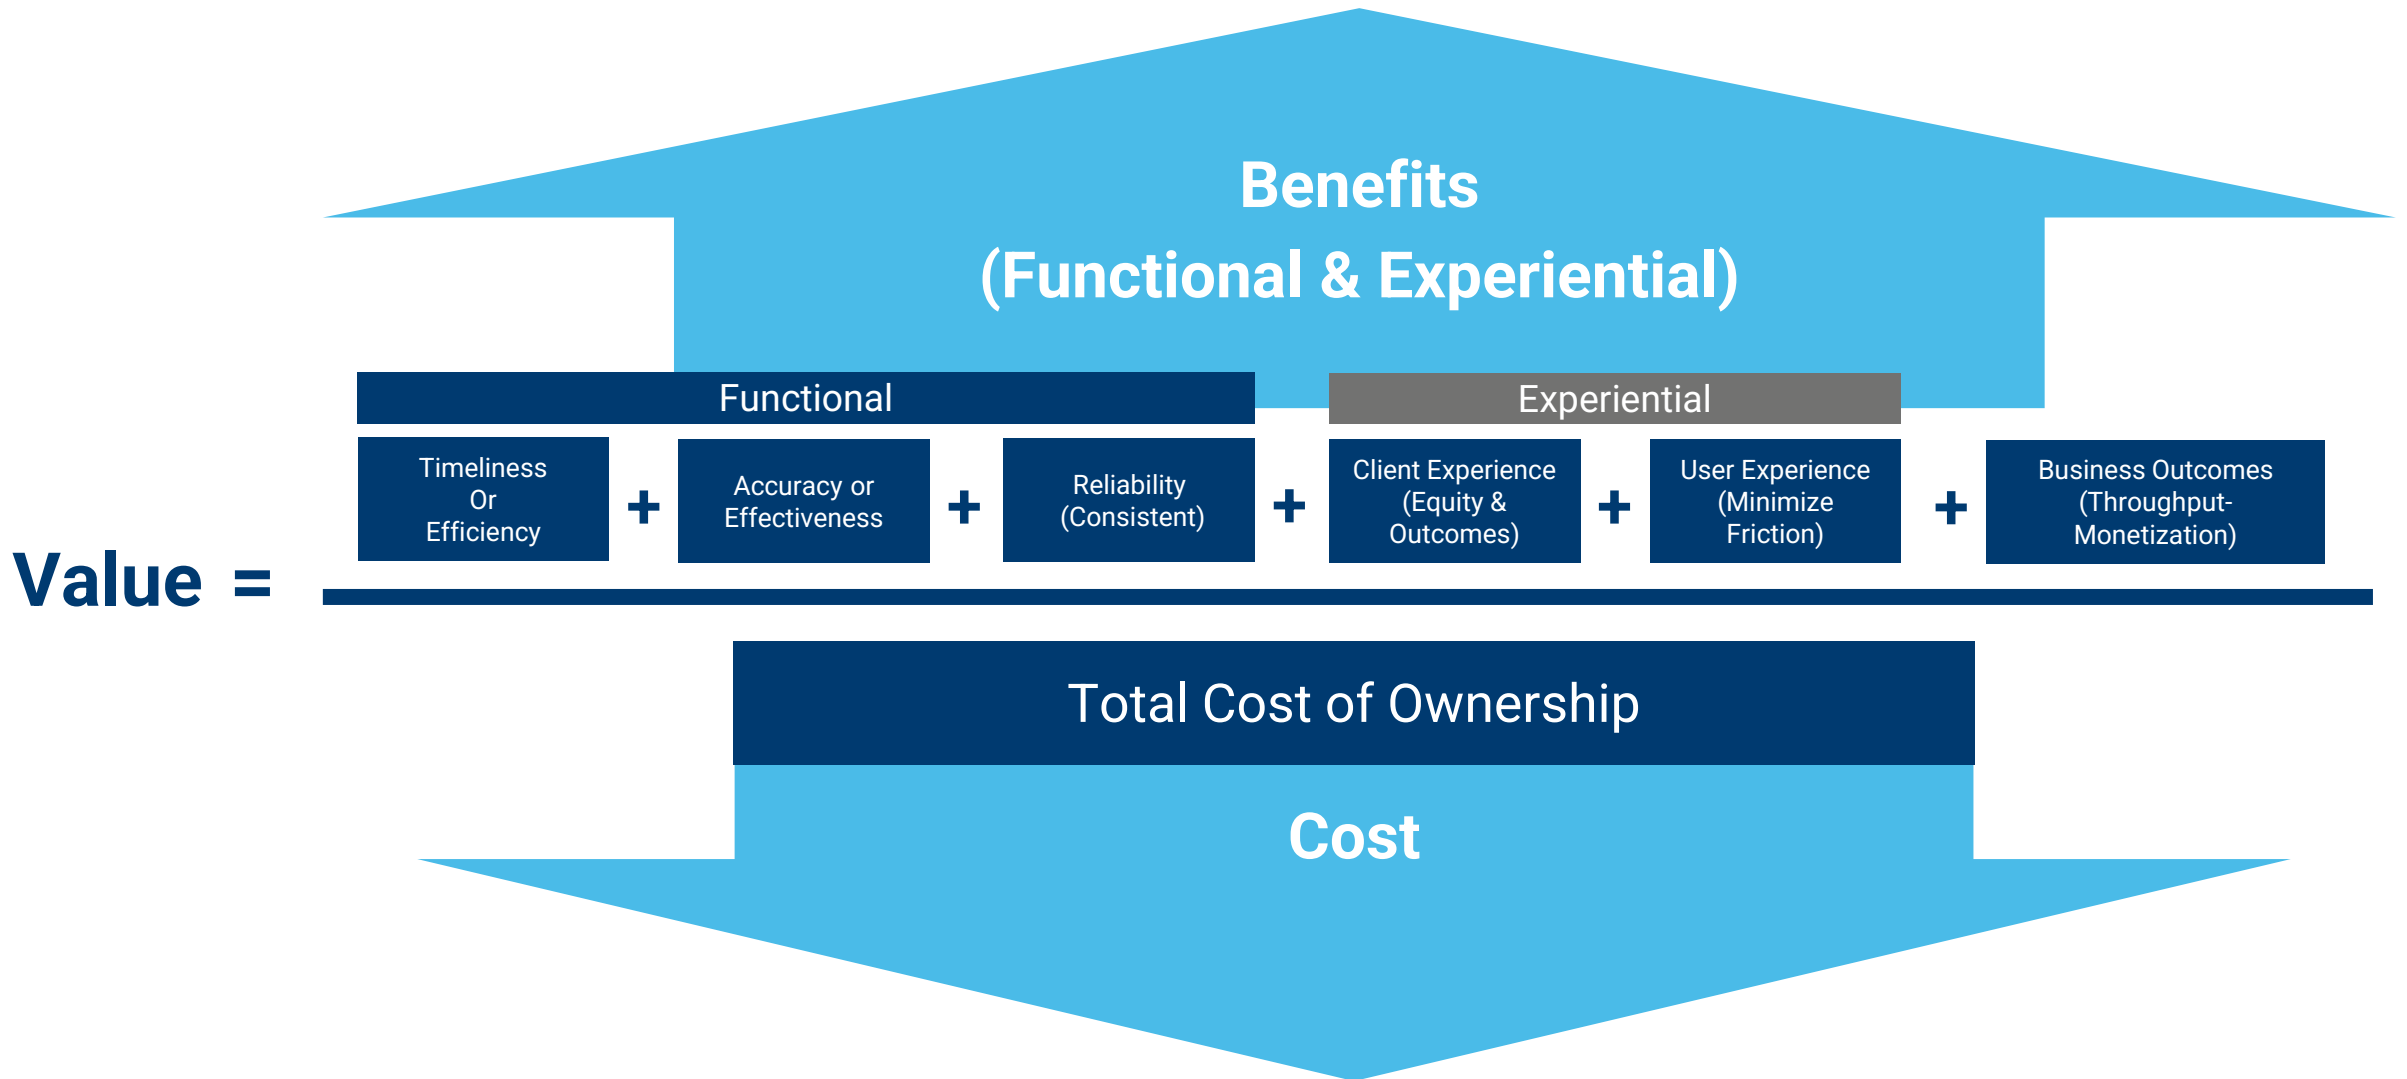 Benefits
(Functional & Experiential)
Functional
Experiential
Timeliness
Or
Efficiency
+
Accuracy or
Effectiveness
+
Reliability
(Consistent)
+
Client Experience
(Equity &
Outcomes)
+
User Experience
(Minimize
Friction)
+
Business Outcomes
(Throughput-
Monetization)
Value =
Total Cost of Ownership
Cost